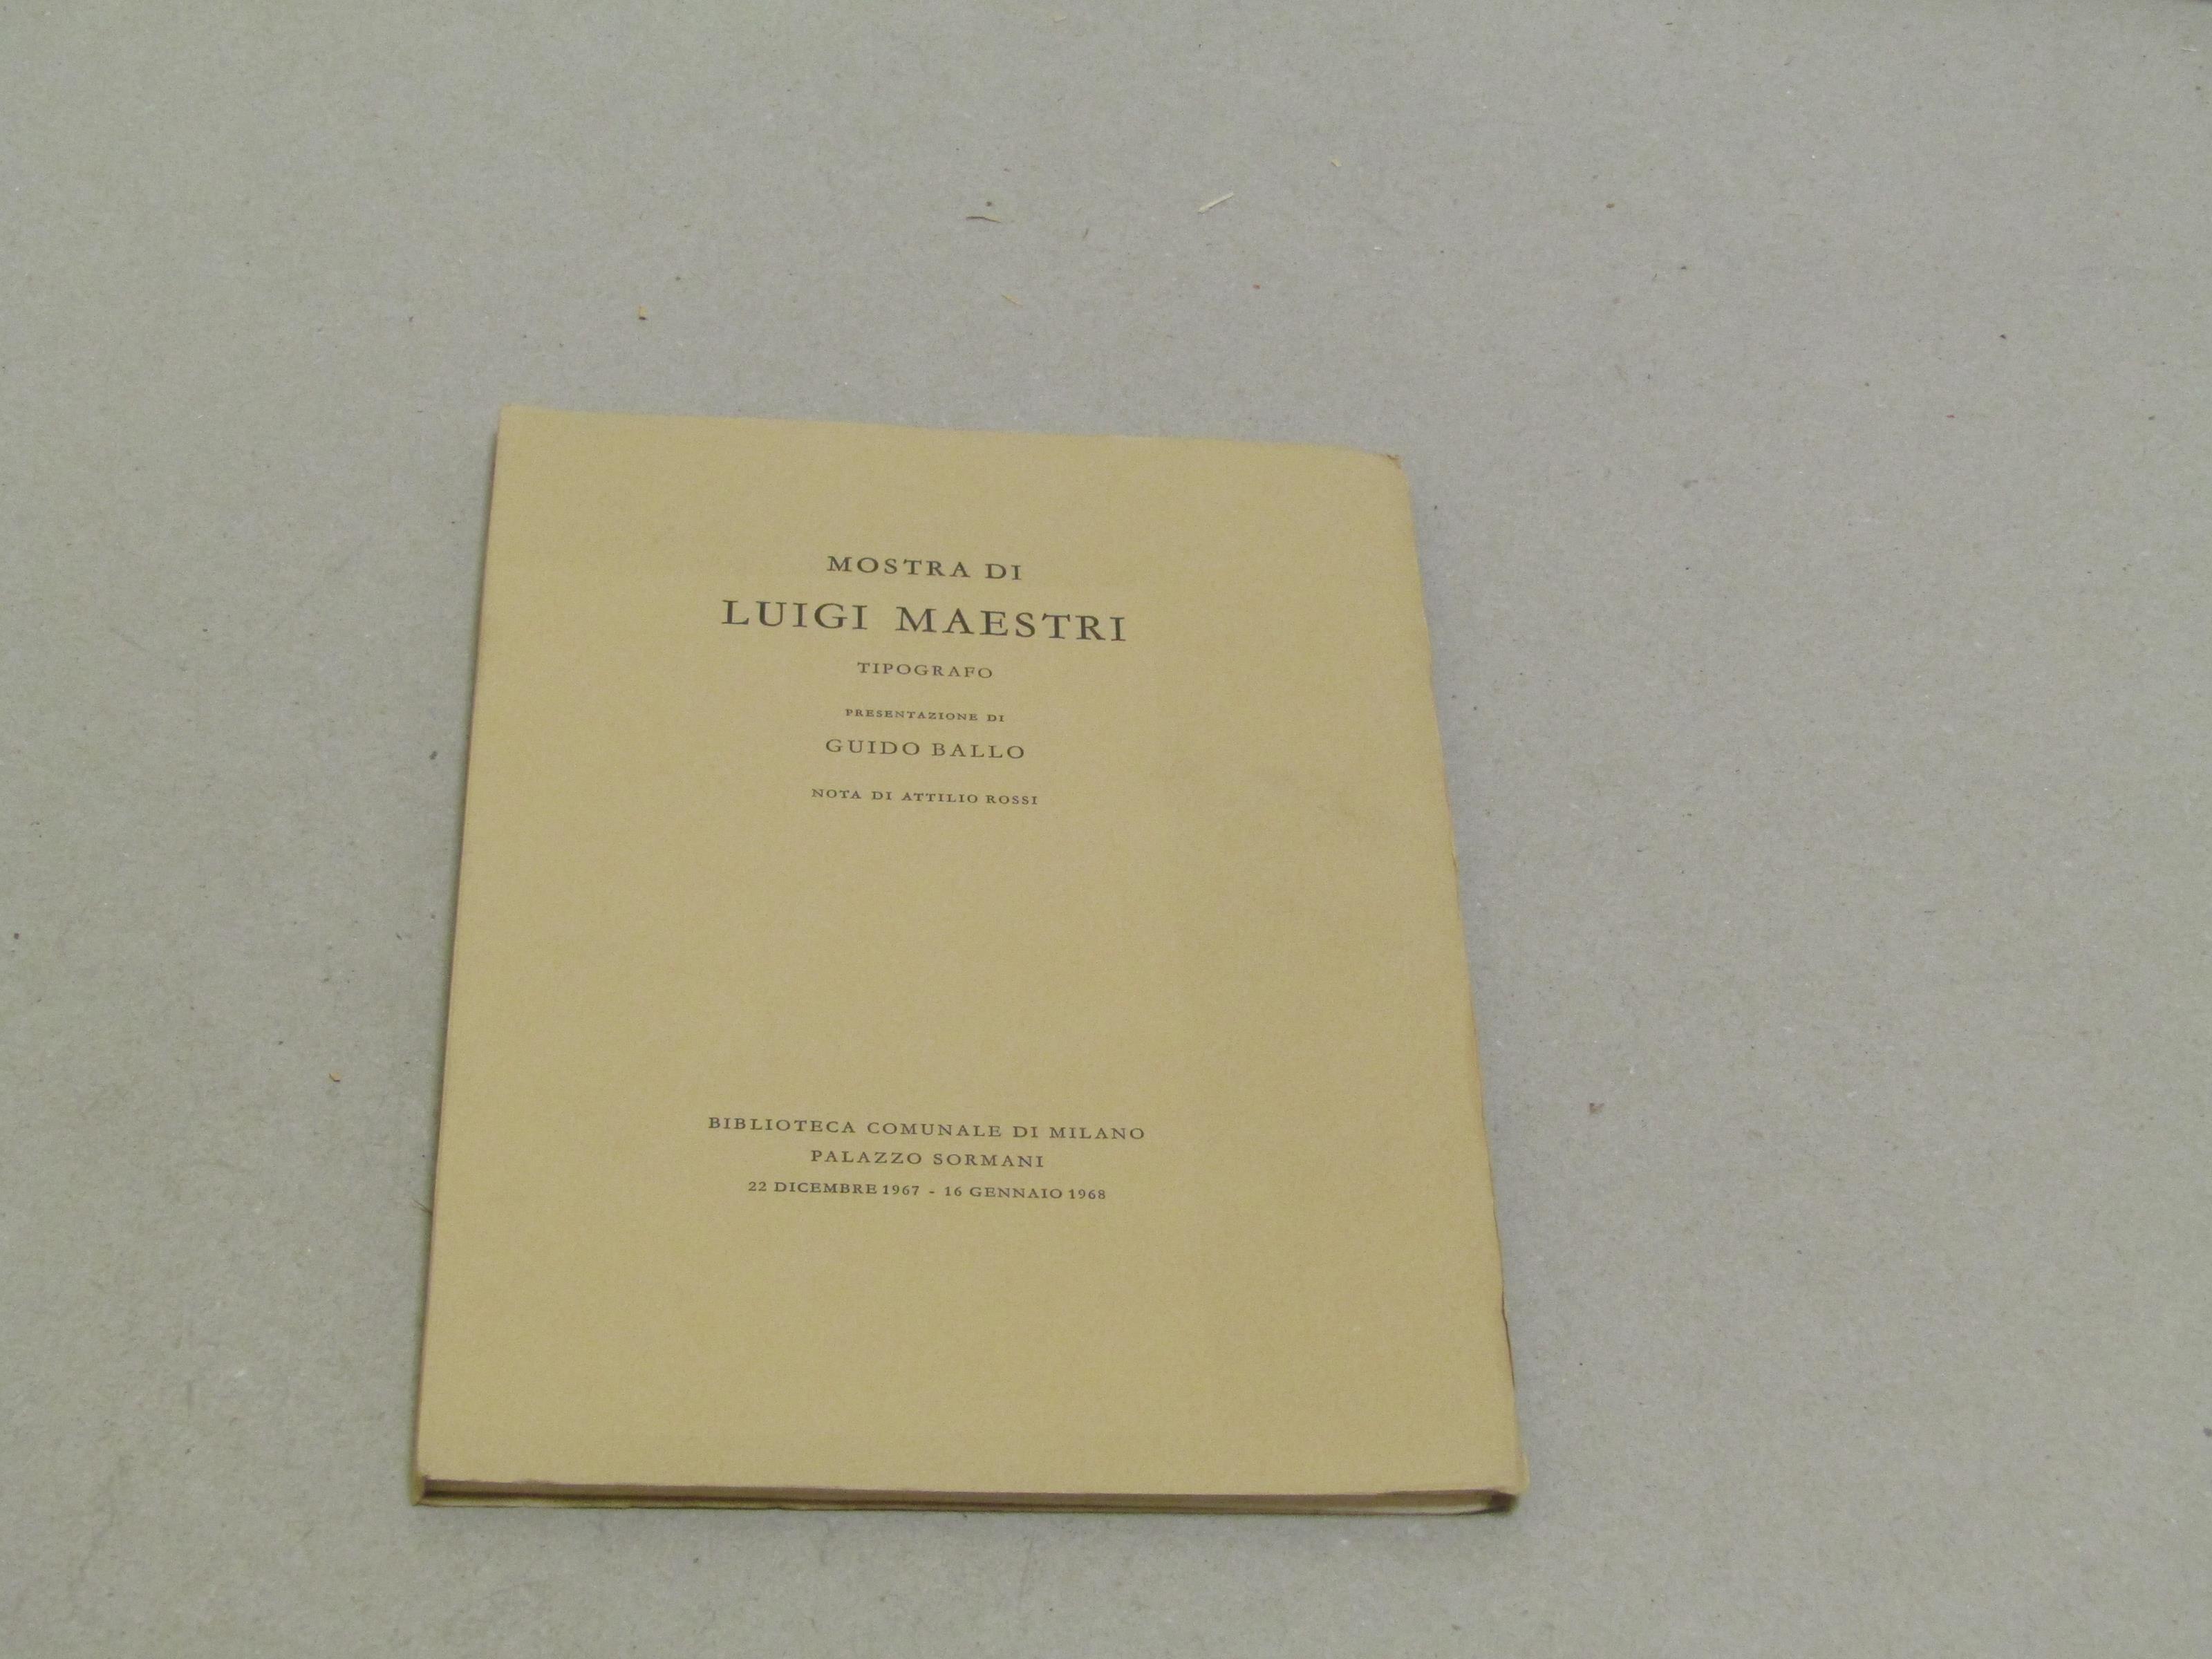 MOSTRA DI
LUIGI MAESTRI
TIPOGRAFO
PRESENTAZIONE DI
GUIDO BALLO
NOTA DI ATTILIO ROSSI
BIBLIOTECA COMUNALE DI MILANO
PALAZZO SORMANI
22 DICEMBRE 1967 - 16 GENNAIO 1968